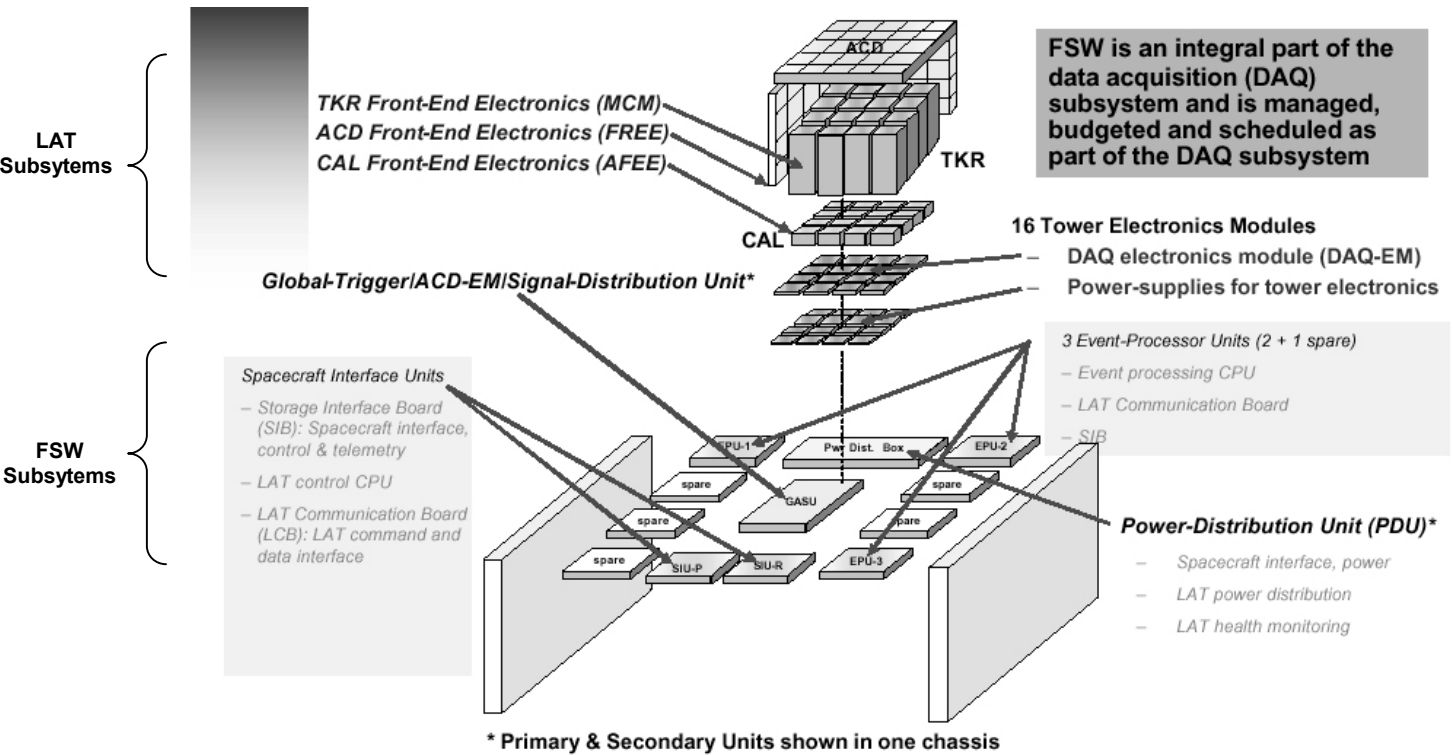 ACD
FSW is an integral part of the
data acquisition (DAQ)
subsystem and is managed,
budgeted and scheduled as
part of the DAQ subsystem
LAT
Subsytems
TKR Front-End Electronics (MCM)
ACD Front-End Electronics (FREE)
CAL Front-End Electronics (AFEE)
TKR
CAL
16 Tower Electronics Modules
– DAQ electronics module (DAQ-EM)
– Power-supplies for tower electronics
Global-Trigger/ACD-EM/Signal-Distribution Unit*
3 Event-Processor Units (2 + 1 spare)
– Event processing CPU
– LAT Communication Board
– SIB
FSW
Subsytems
Spacecraft Interface Units
– Storage Interface Board
(SIB): Spacecraft interface,
control & telemetry
– LAT control CPU
– LAT Communication Board
(LCB): LAT command and
data interface
EPU-1
Pwr Dist. Box
EPU-2
spare
spare
GASU
spare
spare
spare
SIU-P
SIU-R
EPU-3
Power-Distribution Unit (PDU)*
– Spacecraft interface, power
– LAT power distribution
– LAT health monitoring
* Primary & Secondary Units shown in one chassis